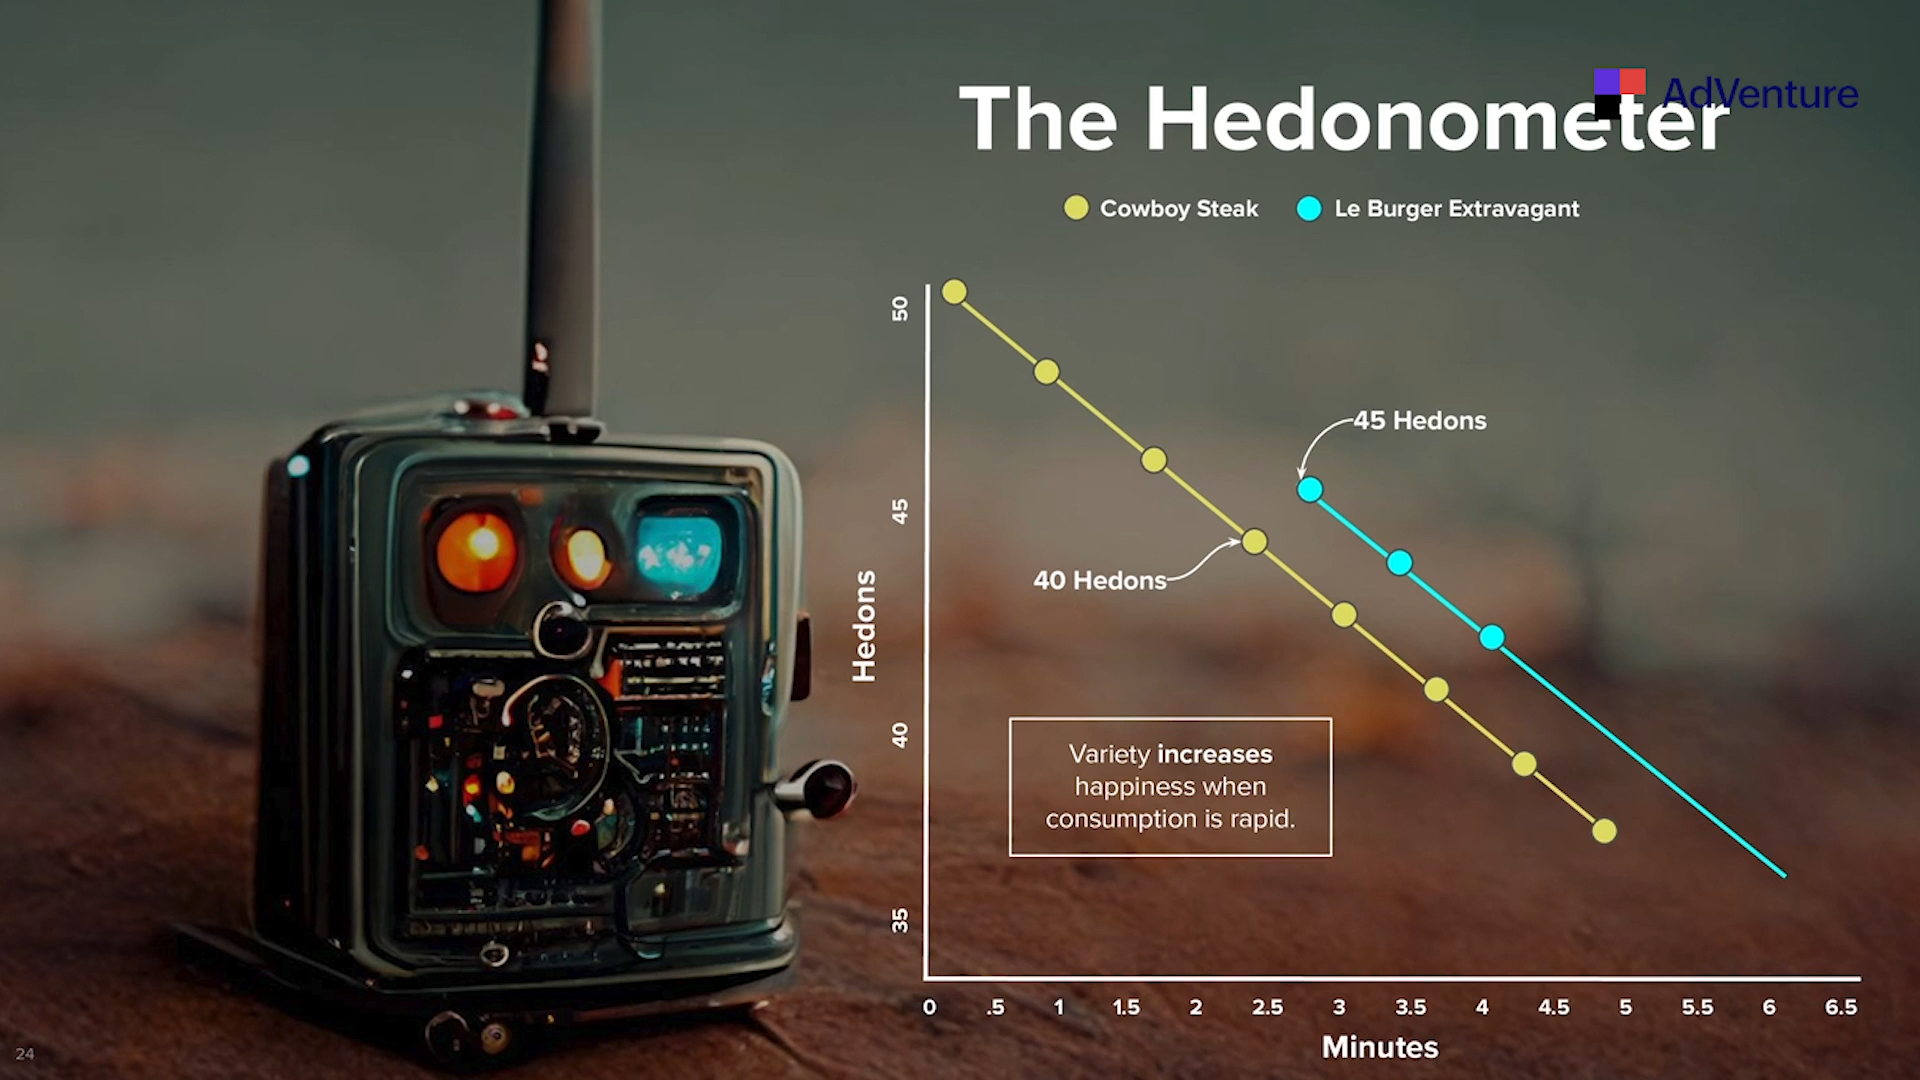 AdVenture
The Hedonometer
Cowboy Steak
Le Burger Extravagant
50
45
40
35
Hedons
45 Hedons
40 Hedons
Variety increases
happiness when
consumption is rapid.
0 .5 1 1.5 2 2.5 3 3.5 4 4.5 5 5.5 6 6.5
Minutes
24